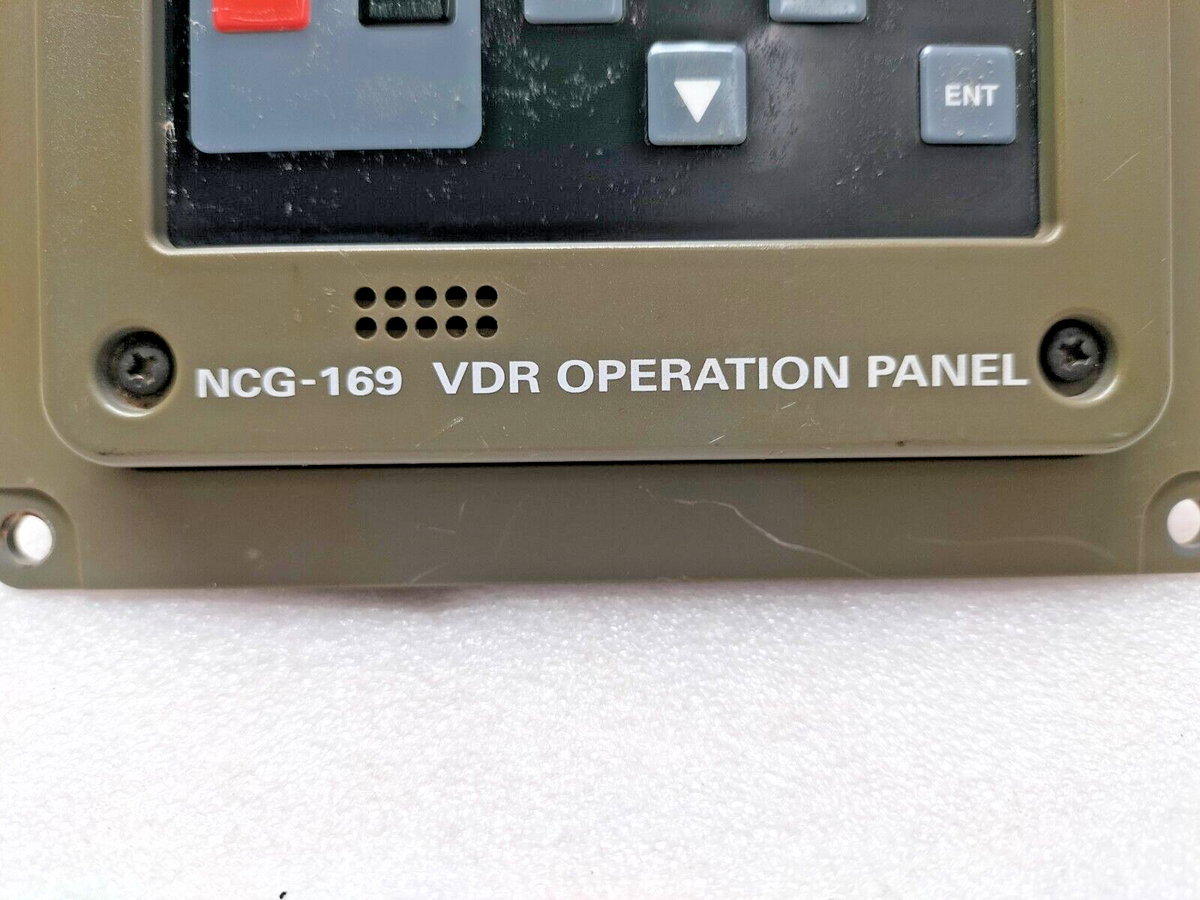 ENT
NCG-169 VDR OPERATION PANEL